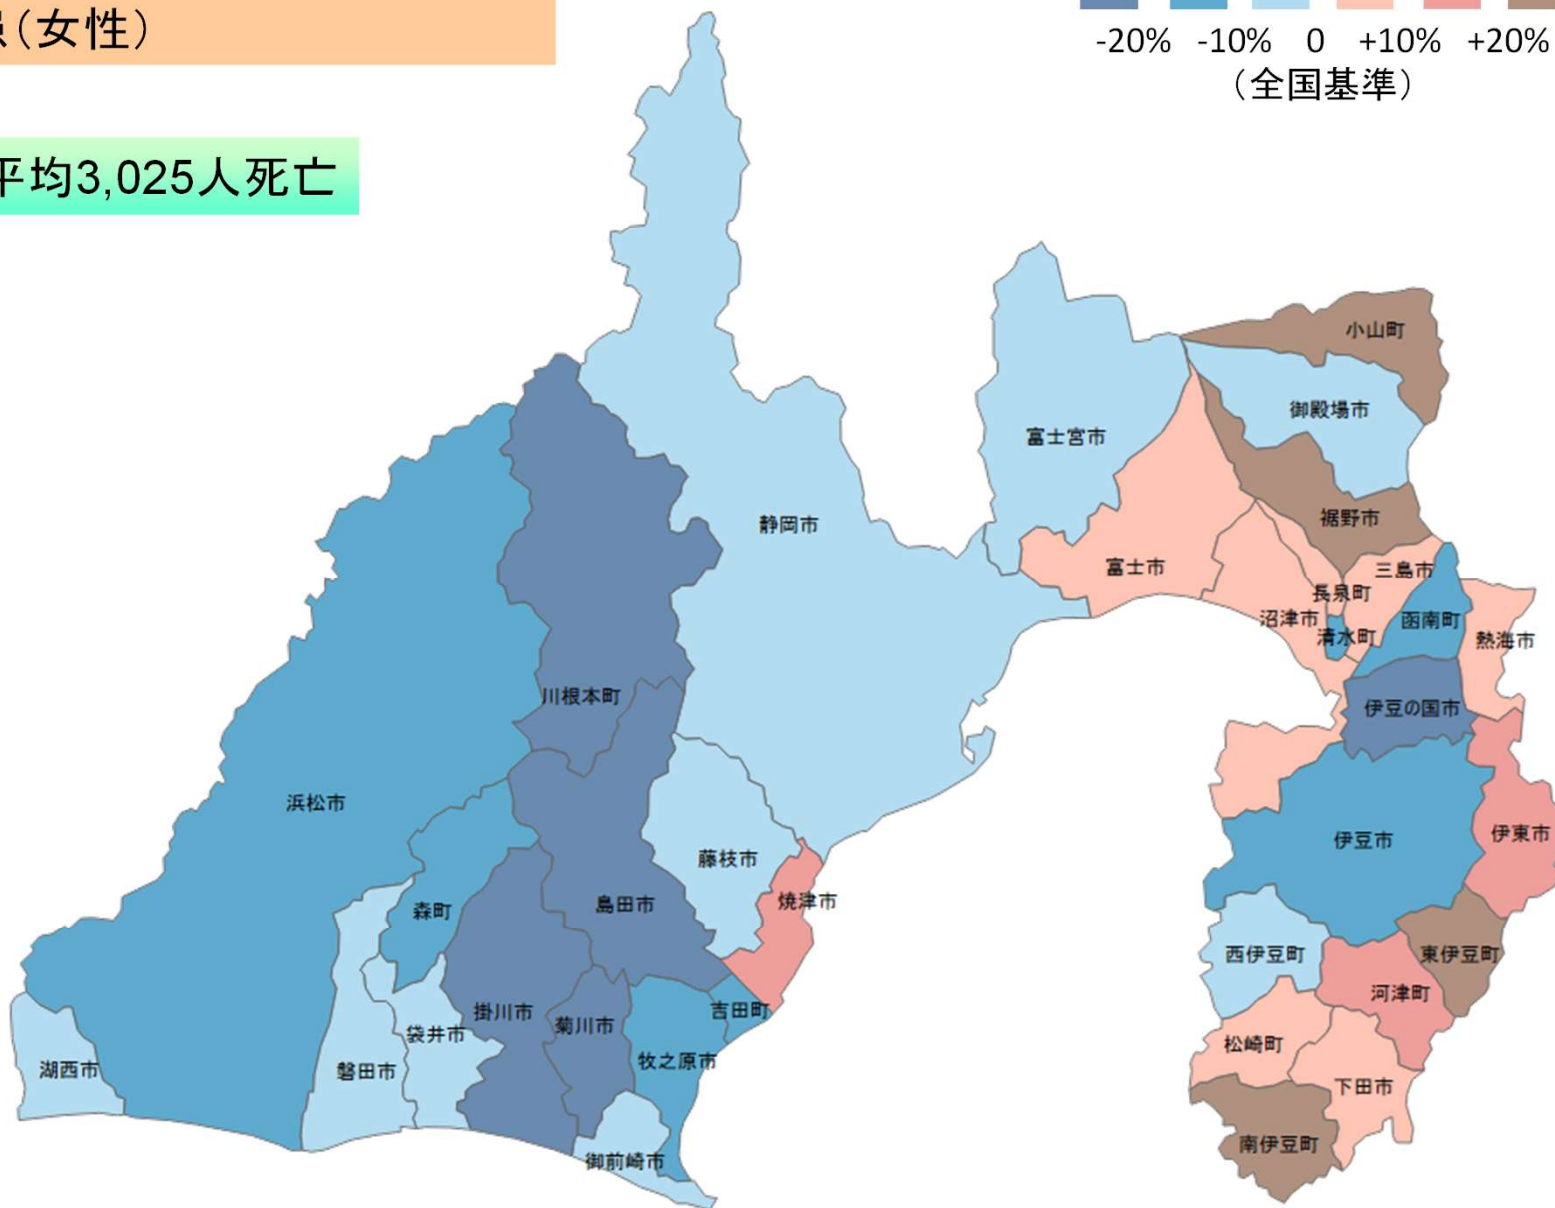 患(女性)
-20% -10% 0 +10% +20%
(全国基準)
平均3,025人死亡
小山町
御殿場市
富士宮市
裾野市
静岡市
富士市
三島市
長泉町
沼津市
函南町
清水町
熱海市
川根本町
伊豆の国市
浜松市
伊東市
伊豆市
藤枝市
焼津市
島田市
森町
西伊豆町
東伊豆町
河津町
吉田町
掛川市
菊川市
袋井市
松崎町
牧之原市
湖西市
磐田市
下田市
南伊豆町
御前崎市